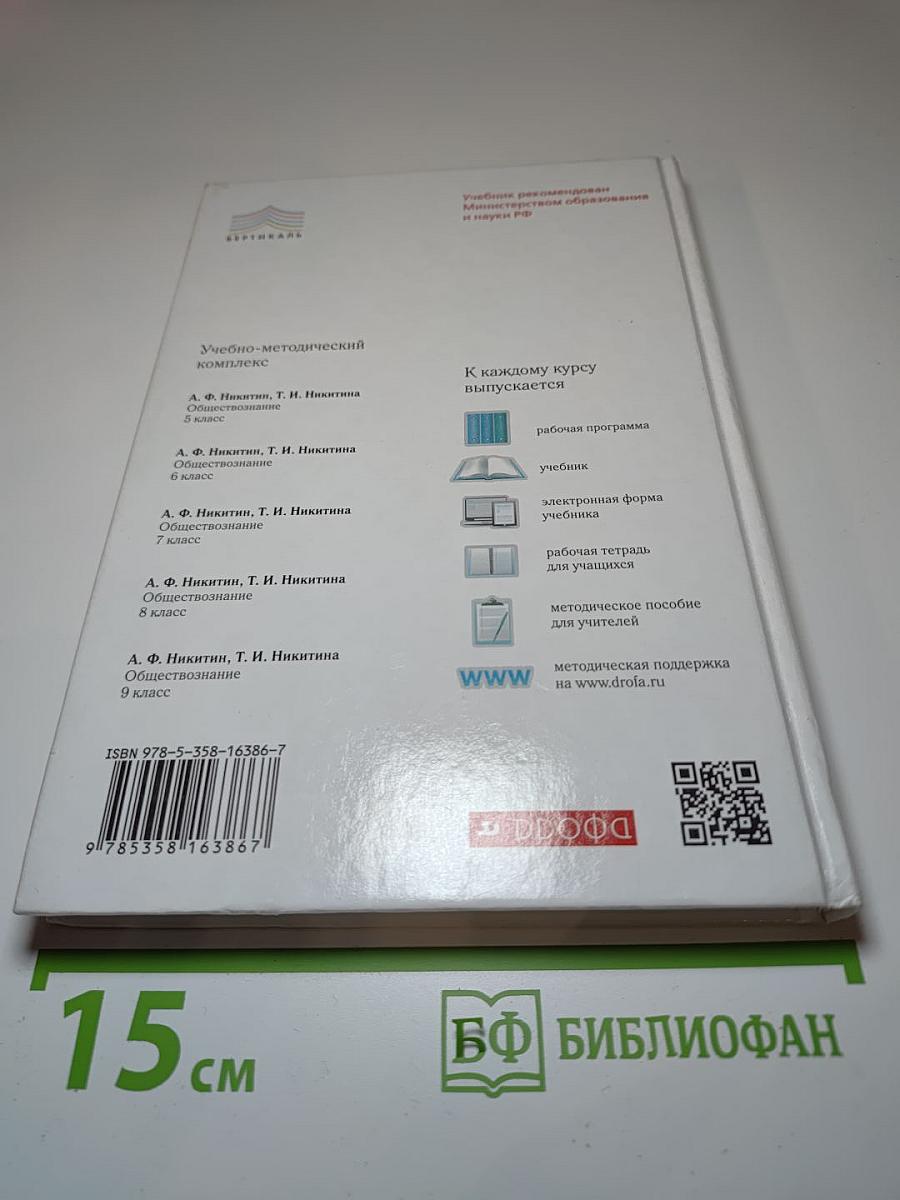 ВЕРТИКАЛЬ
Учебник рекомендован
Министерством образования
и науки РФ
Учебно-методический
комплекс
А. Ф. Никитин, Т. И. Никитина
Обществознание
5 класс
А. Ф. Никитин, Т. И. Никитина
Обществознание
6 класс
А. Ф. Никитин, Т. И. Никитина
Обществознание
7 класс
А. Ф. Никитин, Т. И. Никитина
Обществознание
8 класс
А. Ф. Никитин, Т. И. Никитина
Обществознание
9 класс
К каждому курсу
выпускается
рабочая программа
учебник
электронная форма
учебника
рабочая тетрадь
для учащихся
методическое пособие
для учителей
www
методическая поддержка
на www.drofa.ru
ISBN 978-5-358-16386-7
9 785358 163867
ДРОФА
15 см
БФ БИБЛИОФАН